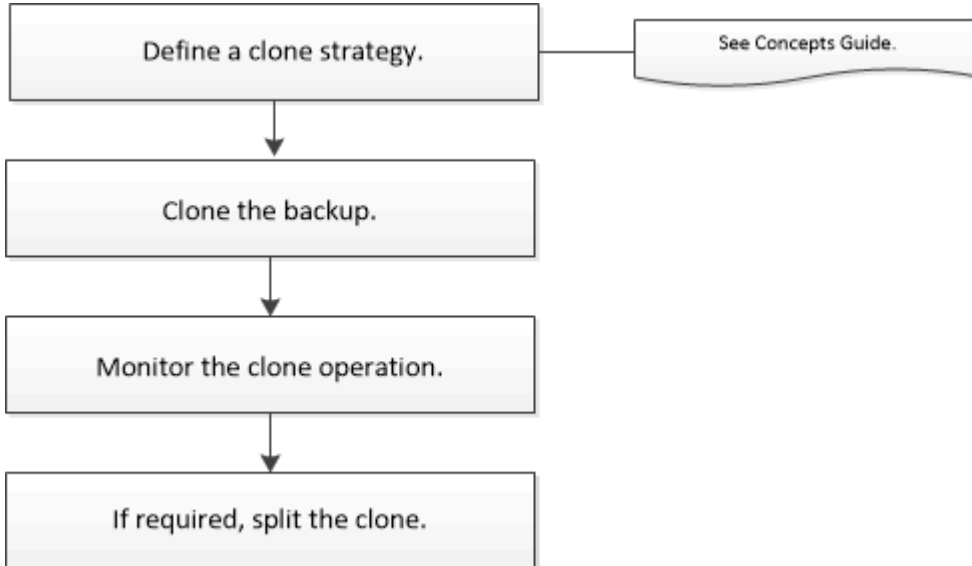 Define a clone strategy.
See Concepts Guide.
Clone the backup.
Monitor the clone operation.
If required, split the clone.